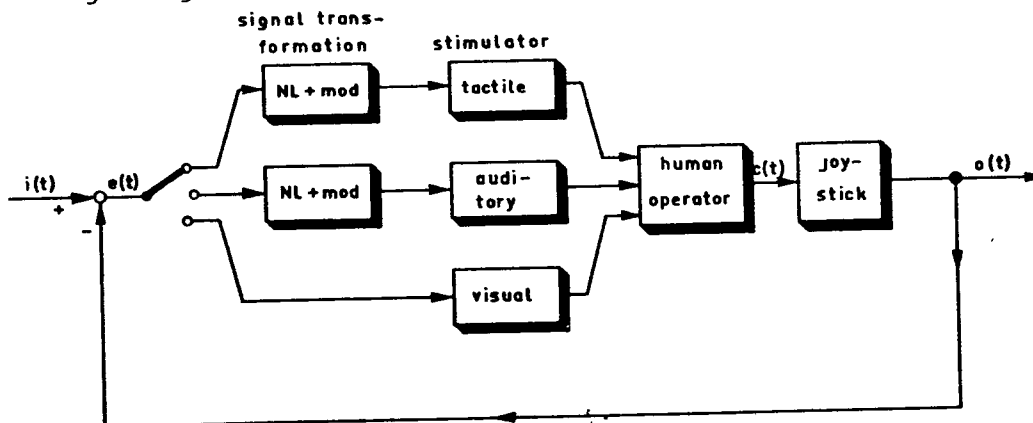 signal trans-
formation
stimulator
NL + mod
tactile
i(t)
+
-
e(t)
NL + mod
audi-
tory
human
operator
c(t)
joy-
stick
o(t)
visual